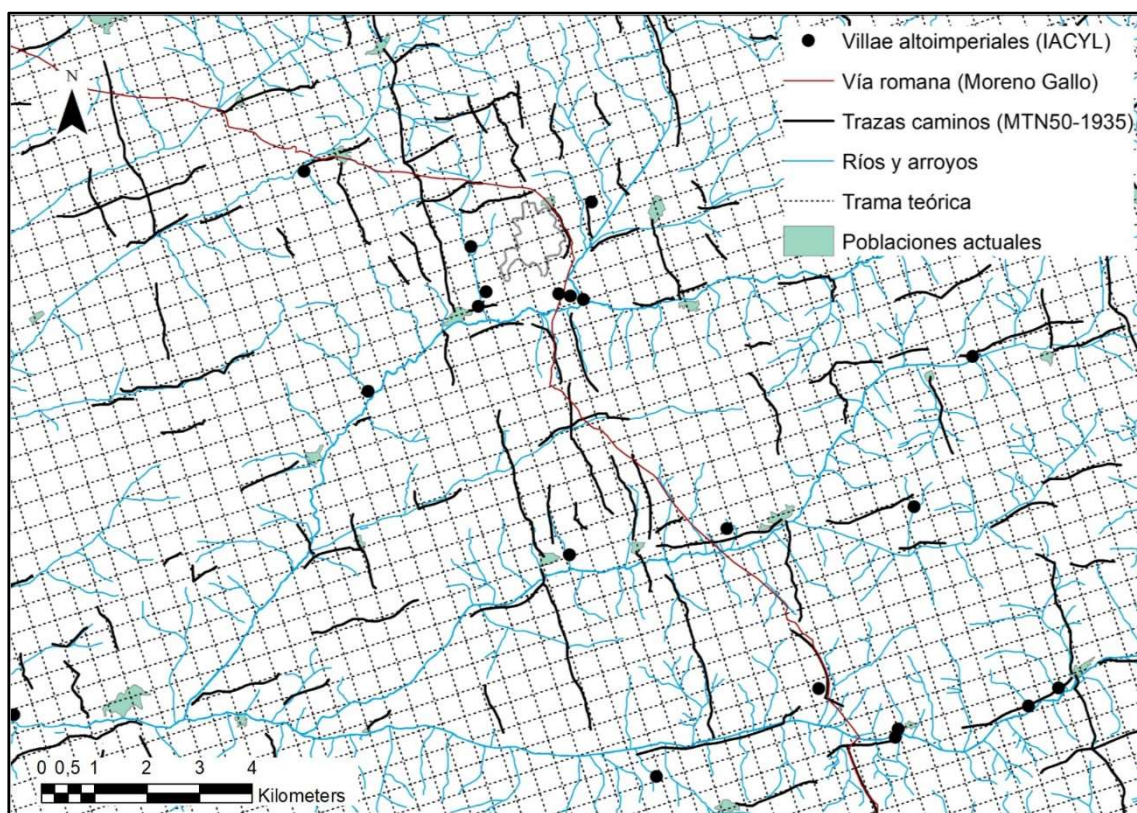 N
Villae altoimperiales (IACYL)
Vía romana (Moreno Gallo)
Trazas caminos (MTN50-1935)
Ríos y arroyos
Trama teórica
Poblaciones actuales
0 0,5 1 2 3 4
Kilometers